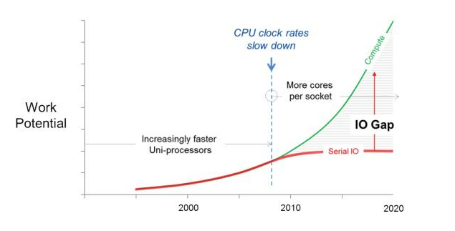 CPU clock rates
slow down
Compute
More cores
per socket
Work
Potential
IO Gap
Increasingly faster
Uni-processors
Serial IO
2000
2010
2020